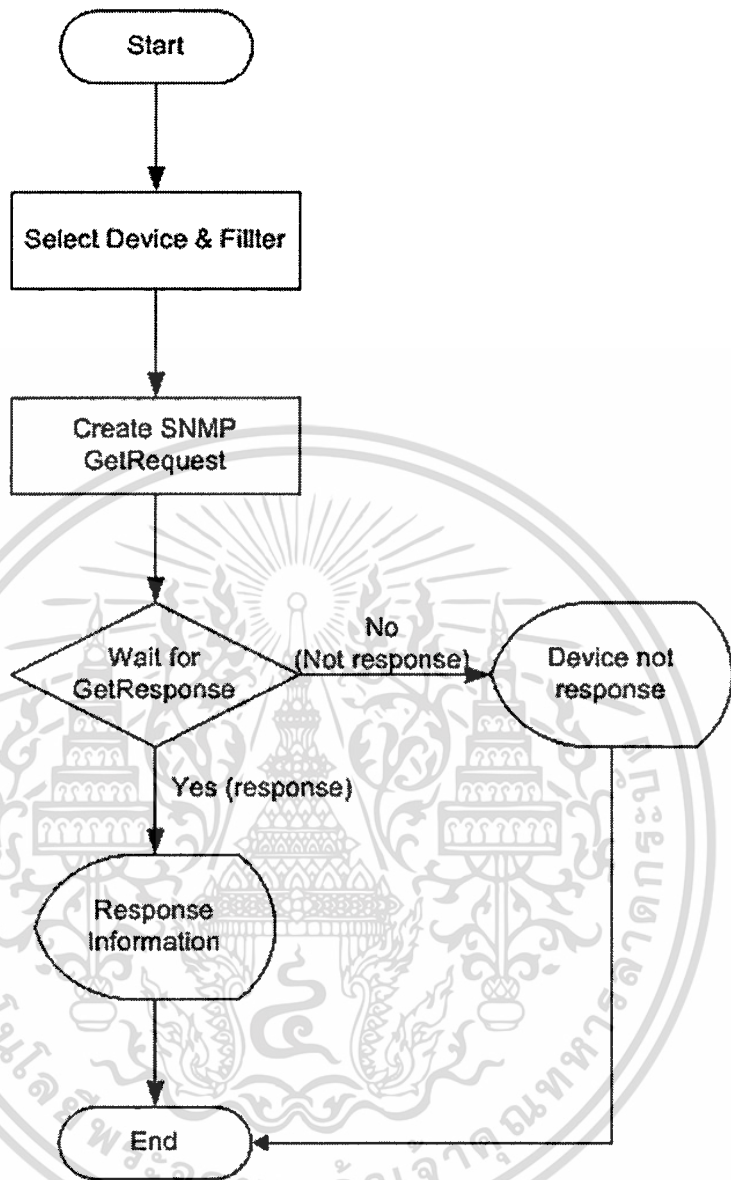 Start
Select Device & Fillter
Create SNMP
GetRequest
Wait for
GetResponse
No
(Not response)
Device not
response
Yes (response)
Response
Information
End